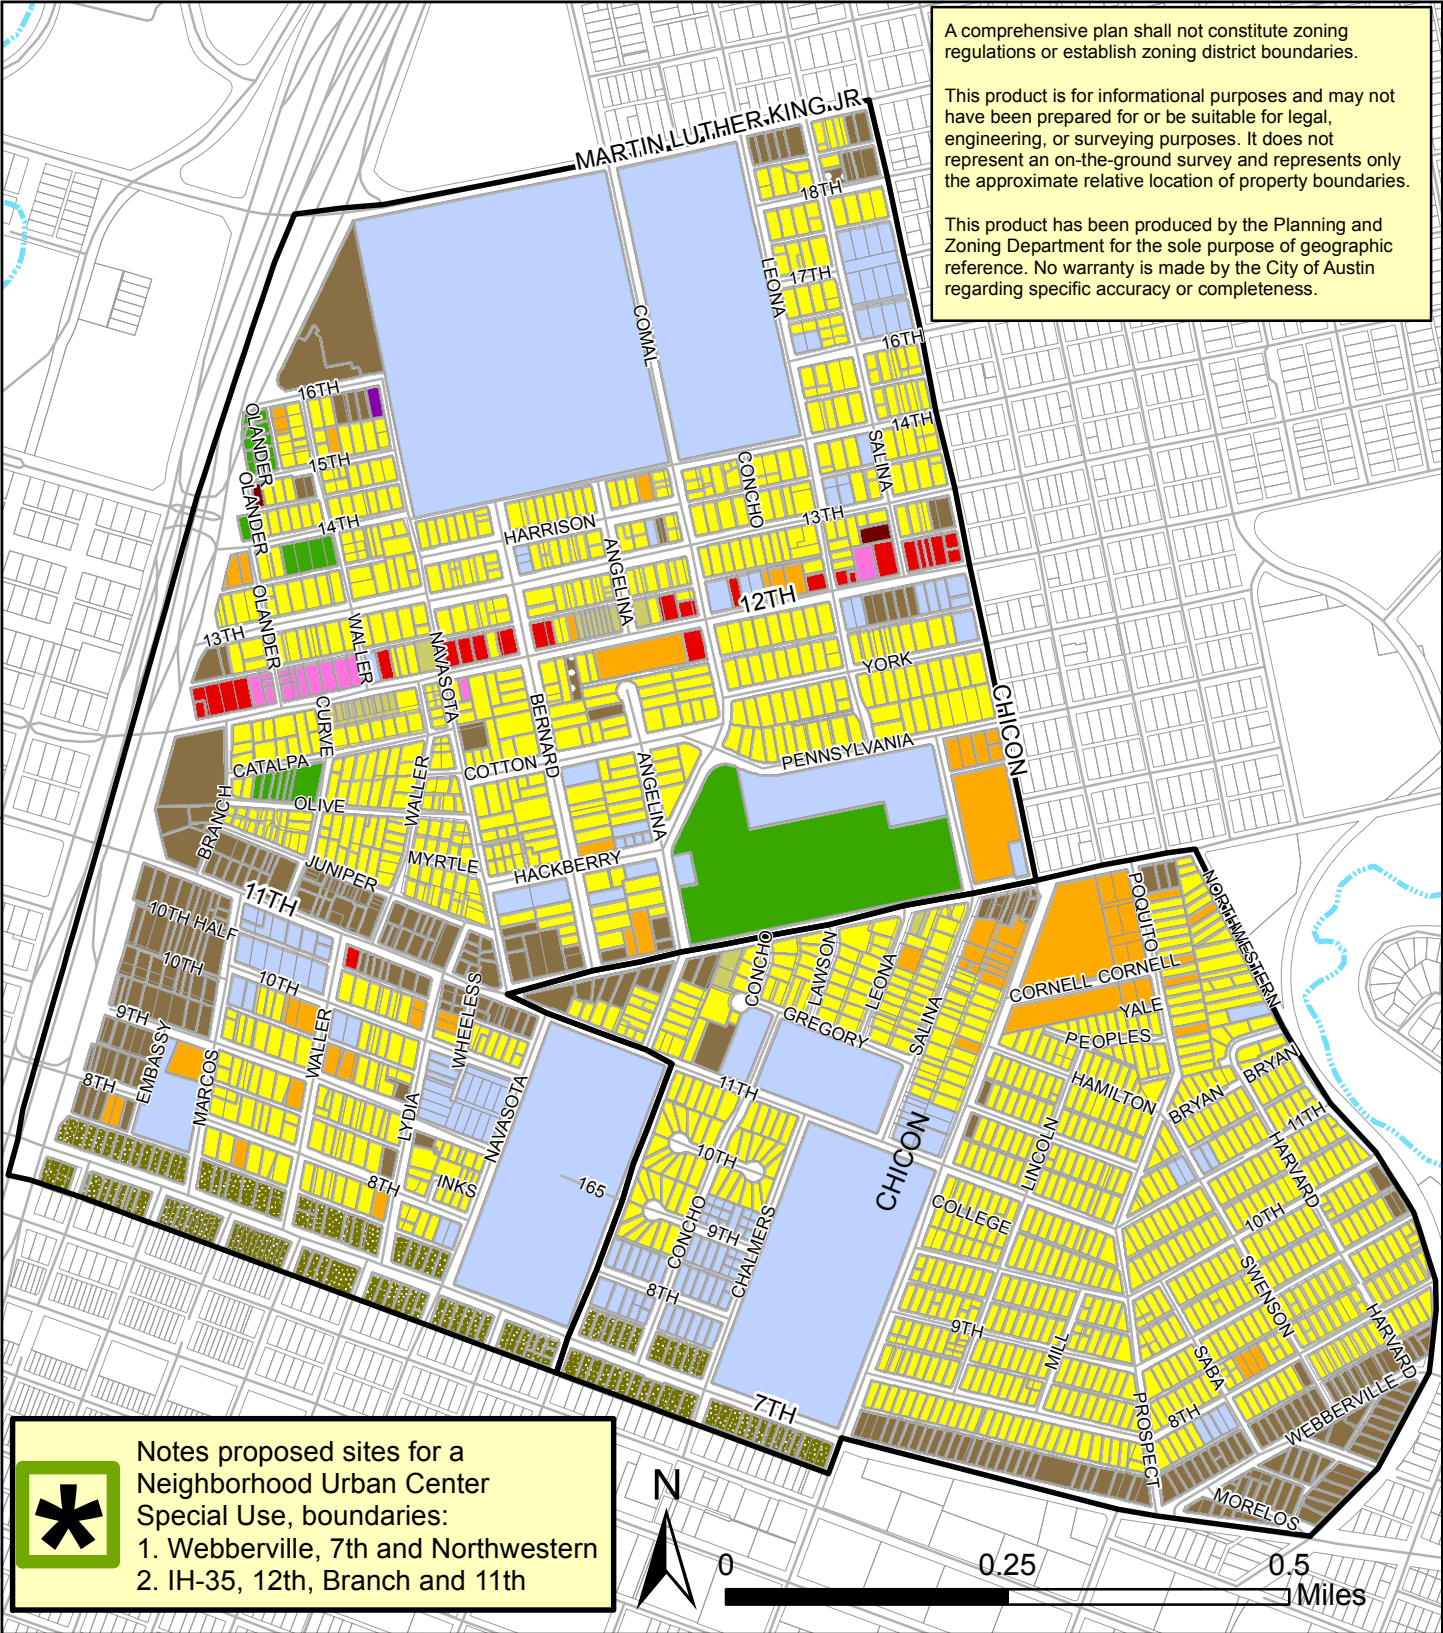 A comprehensive plan shall not constitute zoning
regulations or establish zoning district boundaries.
This product is for informational purposes and may not
have been prepared for or be suitable for legal,
engineering, or surveying purposes. It does not
represent an on-the-ground survey and represents only
the approximate relative location of property boundaries.
This product has been produced by the Planning and
Zoning Department for the sole purpose of geographic
reference. No warranty is made by the City of Austin
regarding specific accuracy or completeness.
MARTIN LUTHER KING JR
18TH
LEONA
17TH
COMAL
16TH
16TH
OLANDER
14TH
SALINA
CONCHO
15TH
OLANDER
14TH
HARRISON
13TH
ANGELINA
OLANDER
12TH
WALLER
13TH
NAVASOTA
YORK
CURVE
BERNARD
CHICON
CATALPA
COTTON
PENNSYLVANIA
ANGELINA
WALLER
OLIVE
BRANCH
JUNIPER
MYRTLE
HACKBERRY
11TH
10TH HALF
10TH
10TH
POQUITO
NORTHWESTERN
CONCHO
LAWSON
LEONA
CORNELL
CORNELL
WHEELESS
SALINA
GREGORY
YALE
PEOPLES
9TH
EMBASSY
WALLER
MARCOS
8TH
LYDIA
NAVASOTA
11TH
HAMILTON
BRYAN
BRYAN
11TH
LINCOLN
HARVARD
10TH
165
INKS
8TH
CHICON
COLLEGE
10TH
CONCHO
9TH
CHALMERS
8TH
SWENSON
9TH
MILL
SABA
HARVARD
PROSPECT
8TH
WEBBERVILLE
7TH
MORELOS
*
Notes proposed sites for a
Neighborhood Urban Center
Special Use, boundaries:
1. Webberville, 7th and Northwestern
2. IH-35, 12th, Branch and 11th
N
0 0.25 0.5
Miles